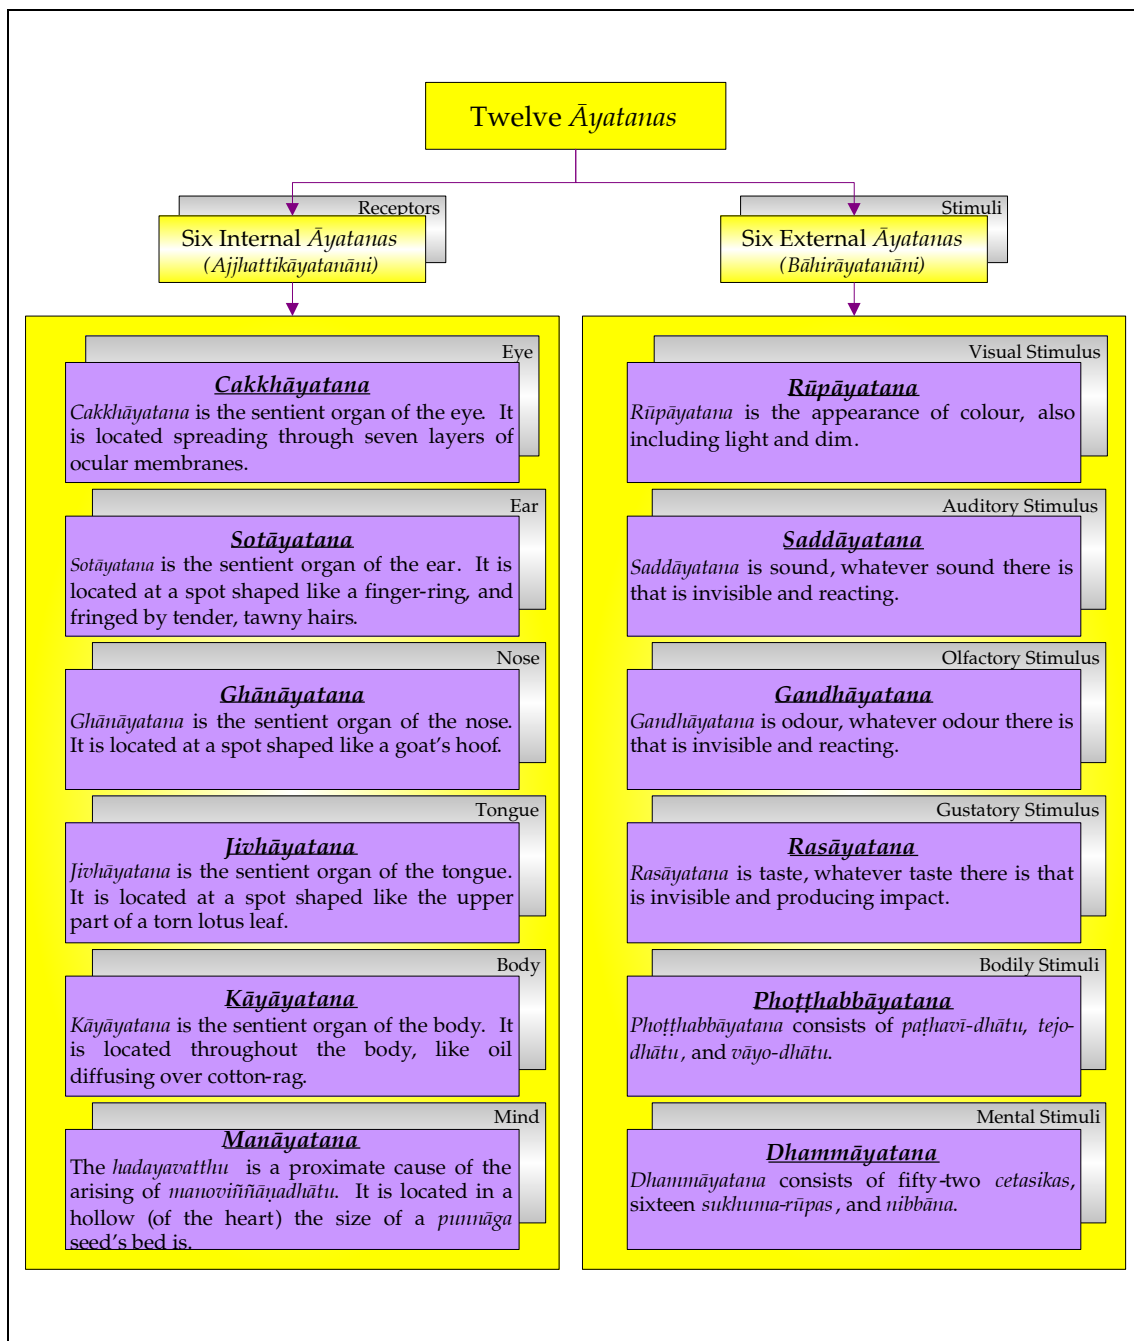 Twelve Āyatanas
Receptors
Six Internal Āyatanas
(Ajjhattikāyatanāni)
Stimuli
Six External Āyatanas
(Bāhirāyatanāni)
Eye
Cakkhāyatana
Cakkhāyatana is the sentient organ of the eye. It
is located spreading through seven layers of
ocular membranes.
Ear
Sotāyatana
Sotāyatana is the sentient organ of the ear. It is
located at a spot shaped like a finger-ring, and
fringed by tender, tawny hairs.
Nose
Ghānāyatana
Ghānāyatana is the sentient organ of the nose.
It is located at a spot shaped like a goat's hoof.
Tongue
Jivhāyatana
Jivhāyatana is the sentient organ of the tongue.
It is located at a spot shaped like the upper
part of a torn lotus leaf.
Body
Kāyāyatana
Kāyāyatana is the sentient organ of the body. It
is located throughout the body, like oil
diffusing over cotton-rag.
Mind
Manāyatana
The hadayavatthu is a proximate cause of the
arising of manoviññāṇadhātu. It is located in a
hollow (of the heart) the size of a punnāga
seed's bed is.
Visual Stimulus
Rūpāyatana
Rūpāyatana is the appearance of colour, also
including light and dim.
Auditory Stimulus
Saddāyatana
Saddāyatana is sound, whatever sound there is
that is invisible and reacting.
Olfactory Stimulus
Gandhāyatana
Gandhāyatana is odour, whatever odour there is
that is invisible and reacting.
Gustatory Stimulus
Rasāyatana
Rasāyatana is taste, whatever taste there is that
is invisible and producing impact.
Bodily Stimuli
Phoṭṭhabbāyatana
Phoṭṭhabbāyatana consists of paṭhavī-dhātu, tejo-
dhātu, and vāyo-dhātu.
Mental Stimuli
Dhammāyatana
Dhammāyatana consists of fifty-two cetasikas,
sixteen sukhuma-rūpas, and nibbāna.